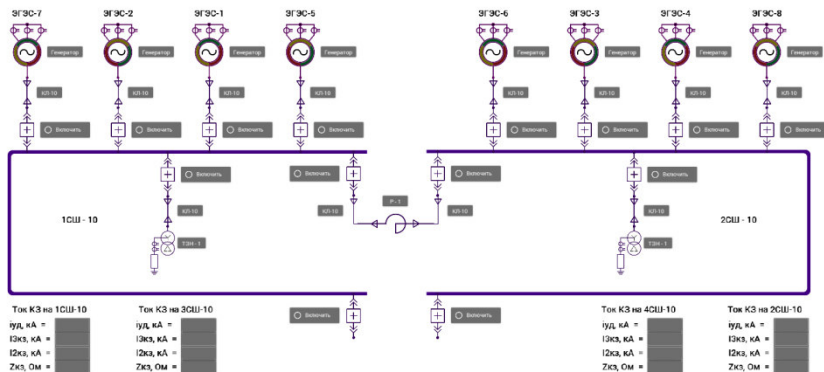 ЭГЭС-7 ЭГЭС-2 ЭГЭС-1 ЭГЭС-5 ЭГЭС-6 ЭГЭС-3 ЭГЭС-4 ЭГЭС-8
Генератор Генератор Генератор Генератор Генератор Генератор Генератор Генератор
КЛ-10 КЛ-10 КЛ-10 КЛ-10 КЛ-10 КЛ-10 КЛ-10 КЛ-10
Включить Включить Включить Включить Включить Включить Включить Включить
Включить Включить Включить Включить
Р - 1
КЛ-10 КЛ-10 КЛ-10 КЛ-10
1СШ - 10 2СШ - 10
ТЗН - 1 ТЗН - 1
Ток КЗ на 1СШ-10 Ток КЗ на 3СШ-10 Включить Включить Ток КЗ на 4СШ-10 Ток КЗ на 2СШ-10
iуд, кА = iуд, кА = iуд, кА = iуд, кА =
I3кз, кА = I3кз, кА = I3кз, кА = I3кз, кА =
I2кз, кА = I2кз, кА = I2кз, кА = I2кз, кА =
Zкз, Ом = Zкз, Ом = Zкз, Ом = Zкз, Ом =